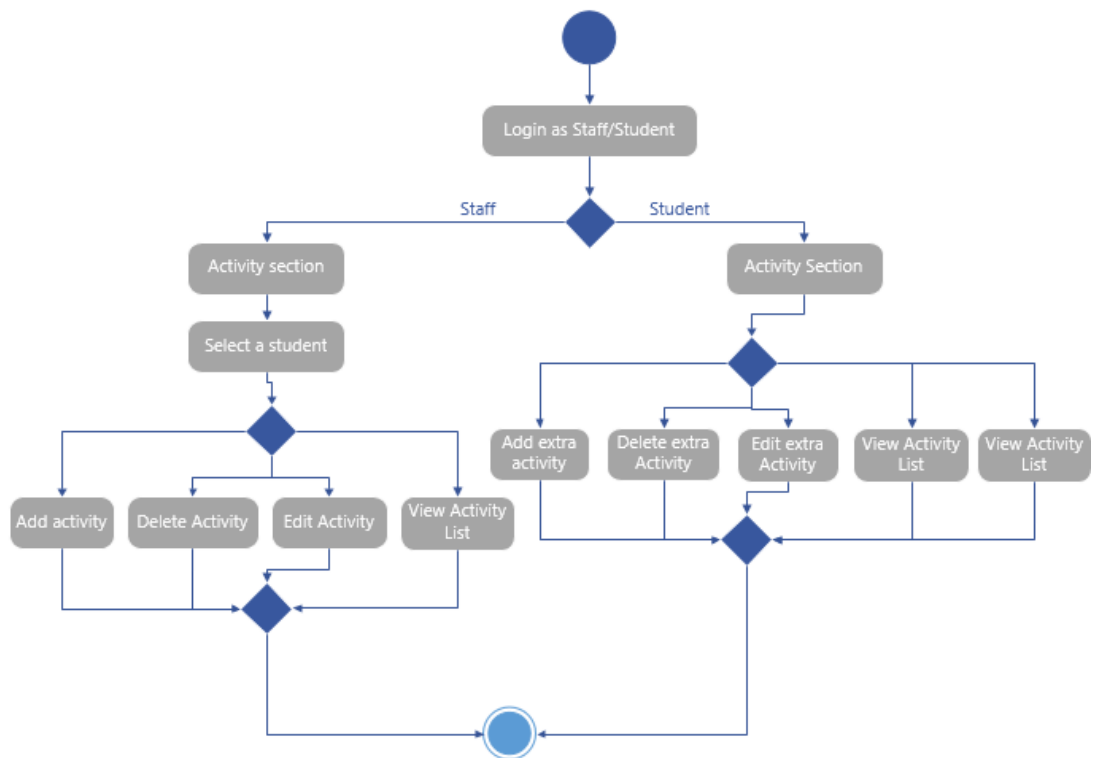 Login as Staff/Student
Staff
Student
Activity section
Activity Section
Select a student
Add extra
activity
Delete extra
Activity
Edit extra
Activity
View Activity
List
View Activity
List
Add activity
Delete Activity
Edit Activity
View Activity
List